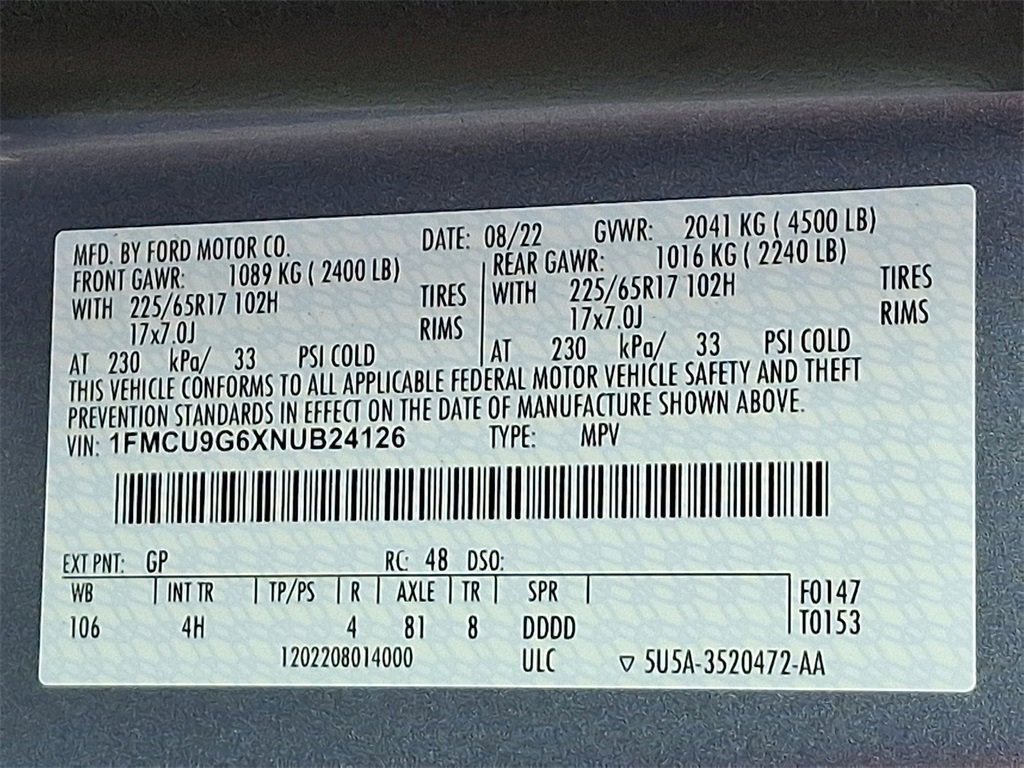 MFD. BY FORD MOTOR CO. DATE: 08/22 GVWR: 2041 KG ( 4500 LB)
FRONT GAWR: 1089 KG ( 2400 LB) REAR GAWR: 1016 KG ( 2240 LB)
WITH 225/65R17 102H TIRES WITH 225/65R17 102H TIRES
17x7.0J RIMS 17x7.0J RIMS
AT 230 kPa/ 33 PSI COLD AT 230 kPa/ 33 PSI COLD
THIS VEHICLE CONFORMS TO ALL APPLICABLE FEDERAL MOTOR VEHICLE SAFETY AND THEFT
PREVENTION STANDARDS IN EFFECT ON THE DATE OF MANUFACTURE SHOWN ABOVE.
VIN: 1FMCU9G6XNUB24126 TYPE: MPV
EXT PNT: GP RC: 48 DSO:
WB INT TR TP/PS R AXLE TR SPR F0147
106 4H 4 81 8 DDDD T0153
1202208014000 ULC ▽ 5U5A-3520472-AA